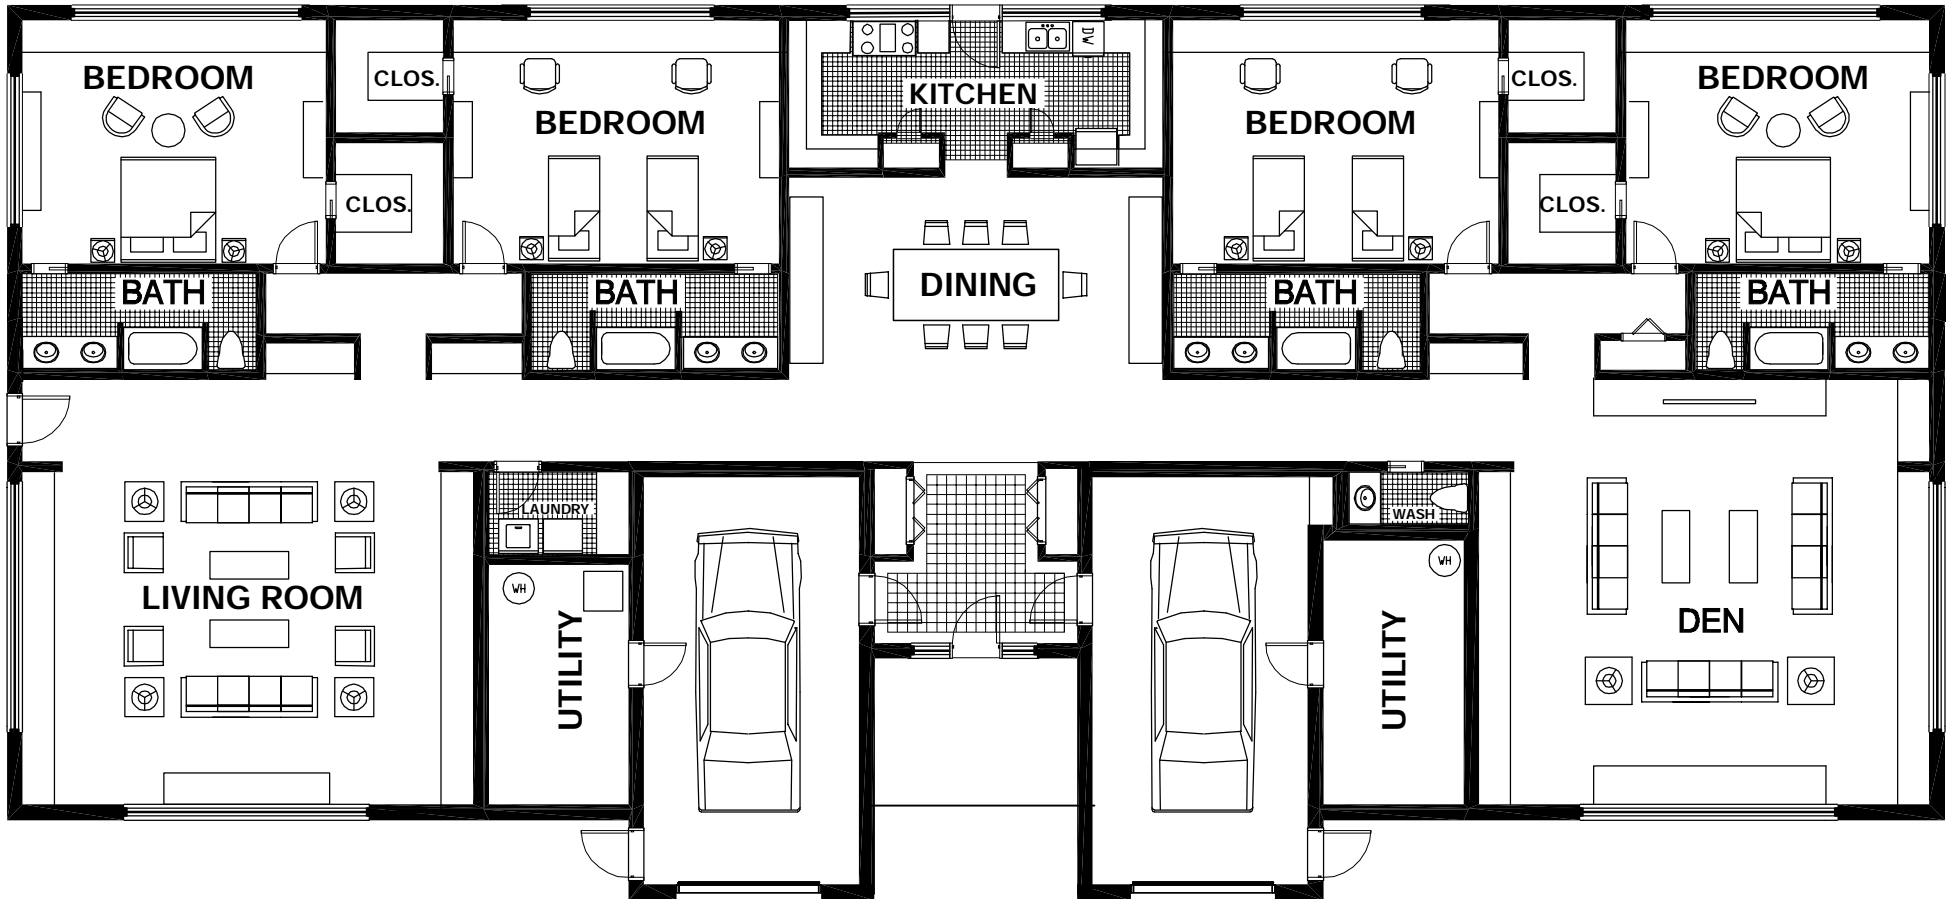 BEDROOM
CLOS.
BEDROOM
KITCHEN
DW
BEDROOM
CLOS.
BEDROOM
CLOS.
CLOS.
BATH
BATH
DINING
BATH
BATH
LAUNDRY
WASH
WH
WH
LIVING ROOM
UTILITY
UTILITY
DEN